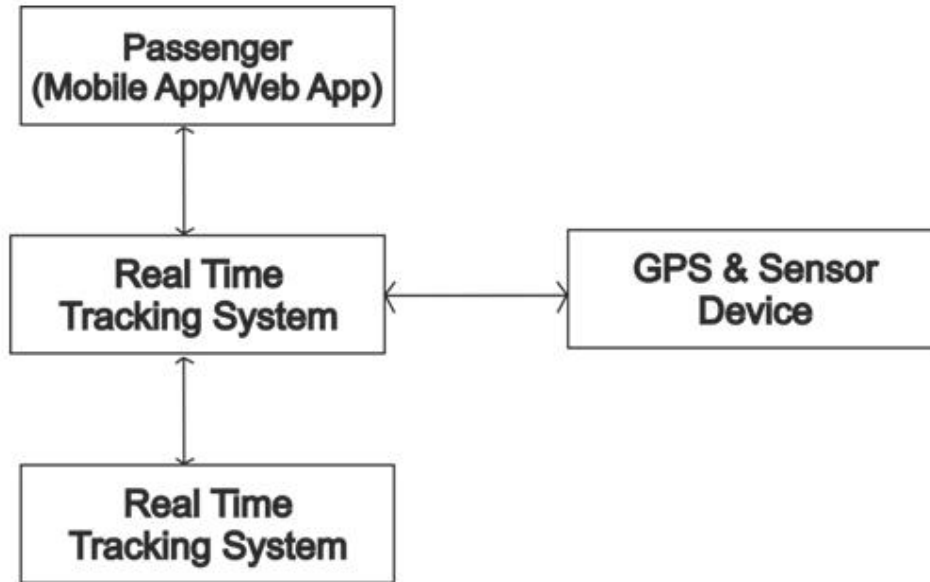 Passenger
(Mobile App/Web App)
Real Time
Tracking System
GPS & Sensor
Device
Real Time
Tracking System